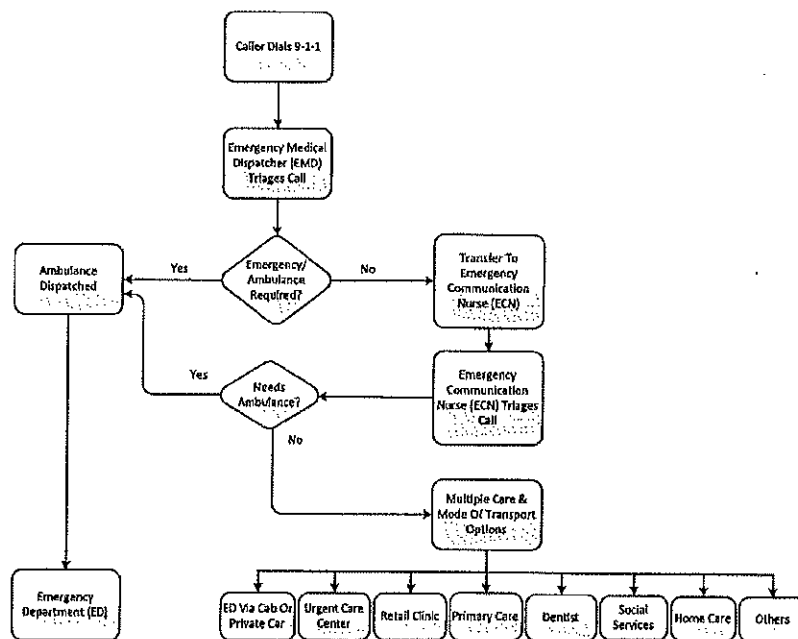 Caller Dials 9-1-1
Emergency Medical
Dispatcher (EMD)
Triages Call
Emergency/
Ambulance
Required?
Yes
No
Ambulance
Dispatched
Transfer To
Emergency
Communication
Nurse (ECN)
Emergency
Communication
Nurse (ECN) Triages
Call
Needs
Ambulance?
Yes
No
Multiple Care &
Mode Of Transport
Options
Emergency
Department (ED)
ED Via Cab Or
Private Car
Urgent Care
Center
Retail Clinic
Primary Care
Dentist
Social
Services
Home Care
Others